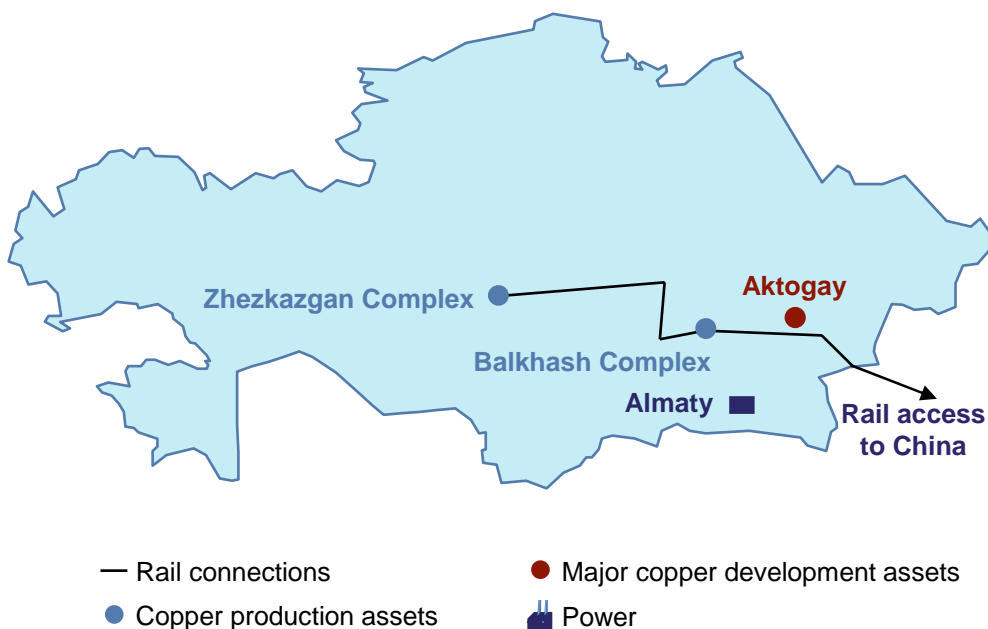 Zhezkazgan Complex
Aktogay
Balkhash Complex
Almaty
Rail access
to China
Rail connections
Major copper development assets
Copper production assets
Power